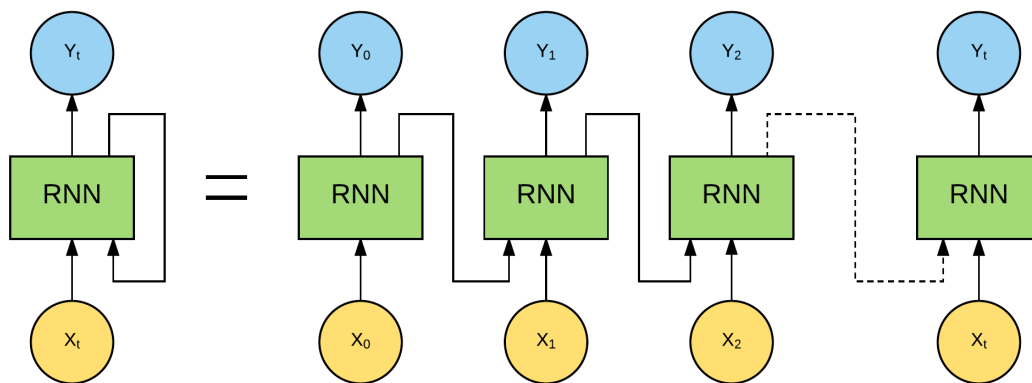 Yt Y0 Y1 Y2 Yt
RNN = RNN RNN RNN RNN
Xt X0 X1 X2 Xt